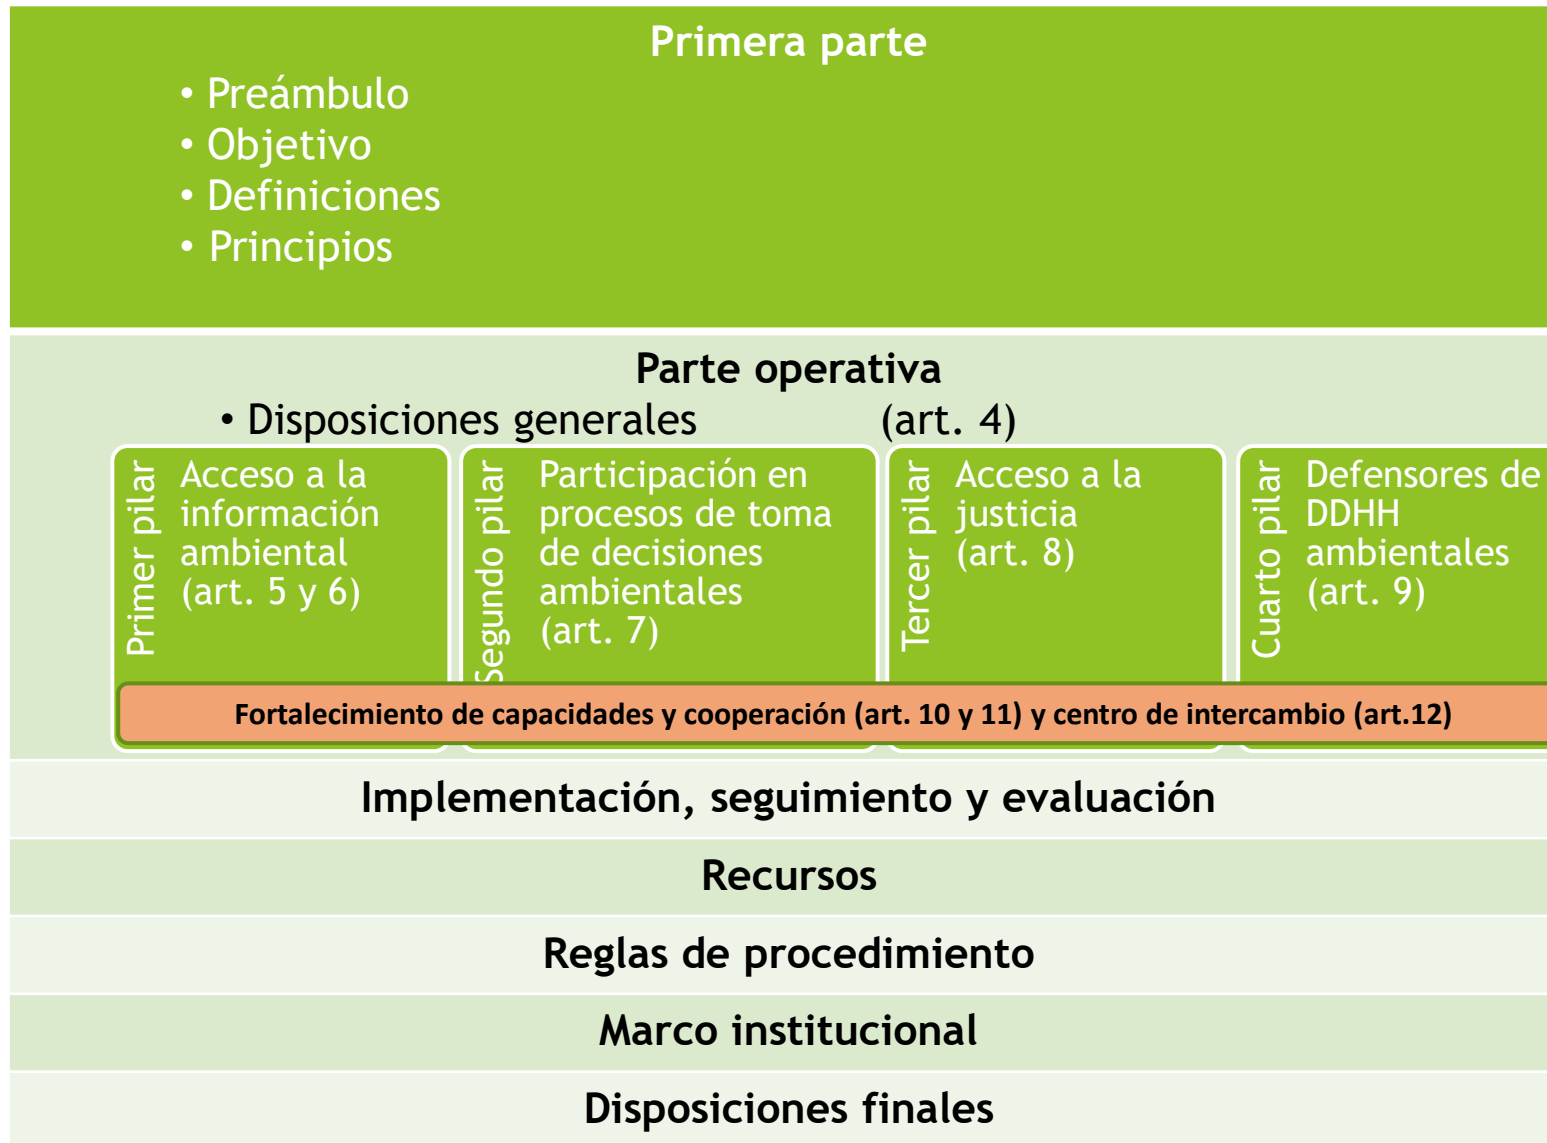 Primera parte
• Preámbulo
• Objetivo
• Definiciones
• Principios
Parte operativa
• Disposiciones generales (art. 4)
Primer pilar
Acceso a la
información
ambiental
(art. 5 y 6)
Segundo pilar
Participación en
procesos de toma
de decisiones
ambientales
(art. 7)
Tercer pilar
Acceso a la
justicia
(art. 8)
Cuarto pilar
Defensores de
DDHH
ambientales
(art. 9)
Fortalecimiento de capacidades y cooperación (art. 10 y 11) y centro de intercambio (art.12)
Implementación, seguimiento y evaluación
Recursos
Reglas de procedimiento
Marco institucional
Disposiciones finales